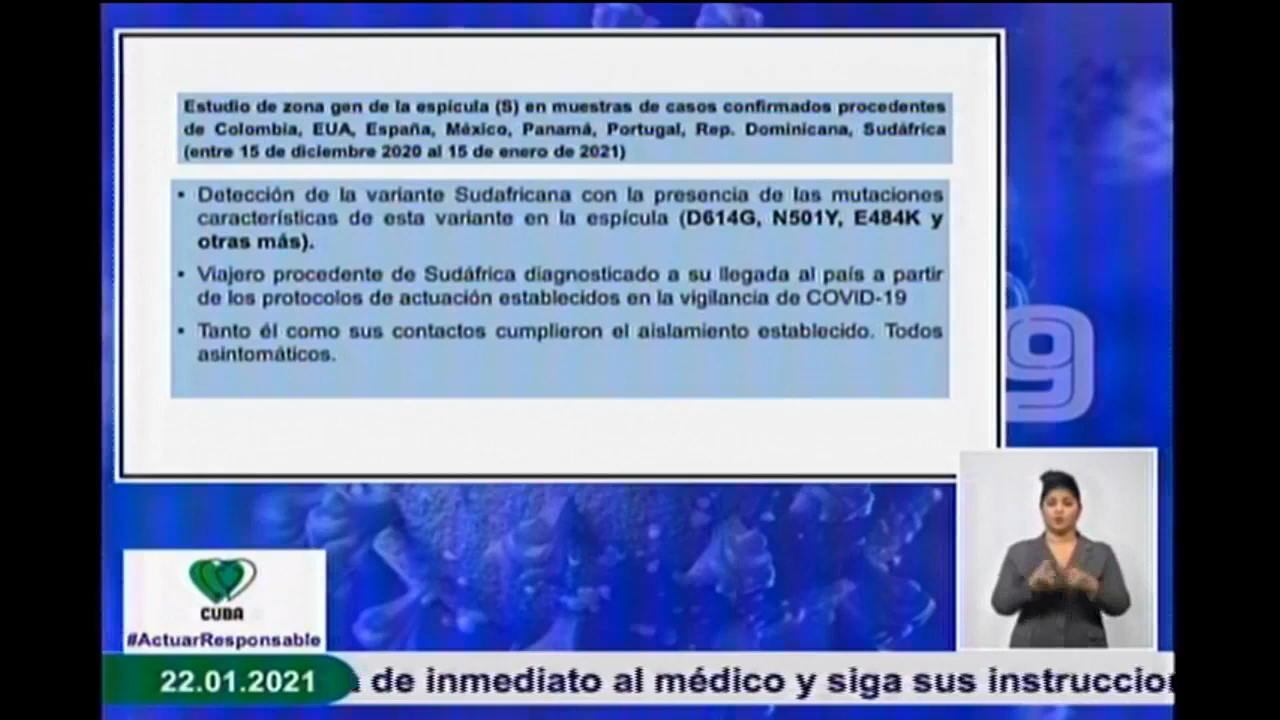 Estudio de zona gen de la espícula (S) en muestras de casos confirmados procedentes
de Colombia, EUA, España, México, Panamá, Portugal, Rep. Dominicana, Sudáfrica
(entre 15 de diciembre 2020 al 15 de enero de 2021)
• Detección de la variante Sudafricana con la presencia de las mutaciones
características de esta variante en la espícula (D614G, N501Y, E484K y
otras más).
• Viajero procedente de Sudáfrica diagnosticado a su llegada al país a partir
de los protocolos de actuación establecidos en la vigilancia de COVID-19
• Tanto él como sus contactos cumplieron el aislamiento establecido. Todos
asintomáticos.
9
CUBA
#ActuarResponsable
22.01.2021
de inmediato al médico y siga sus instruccion